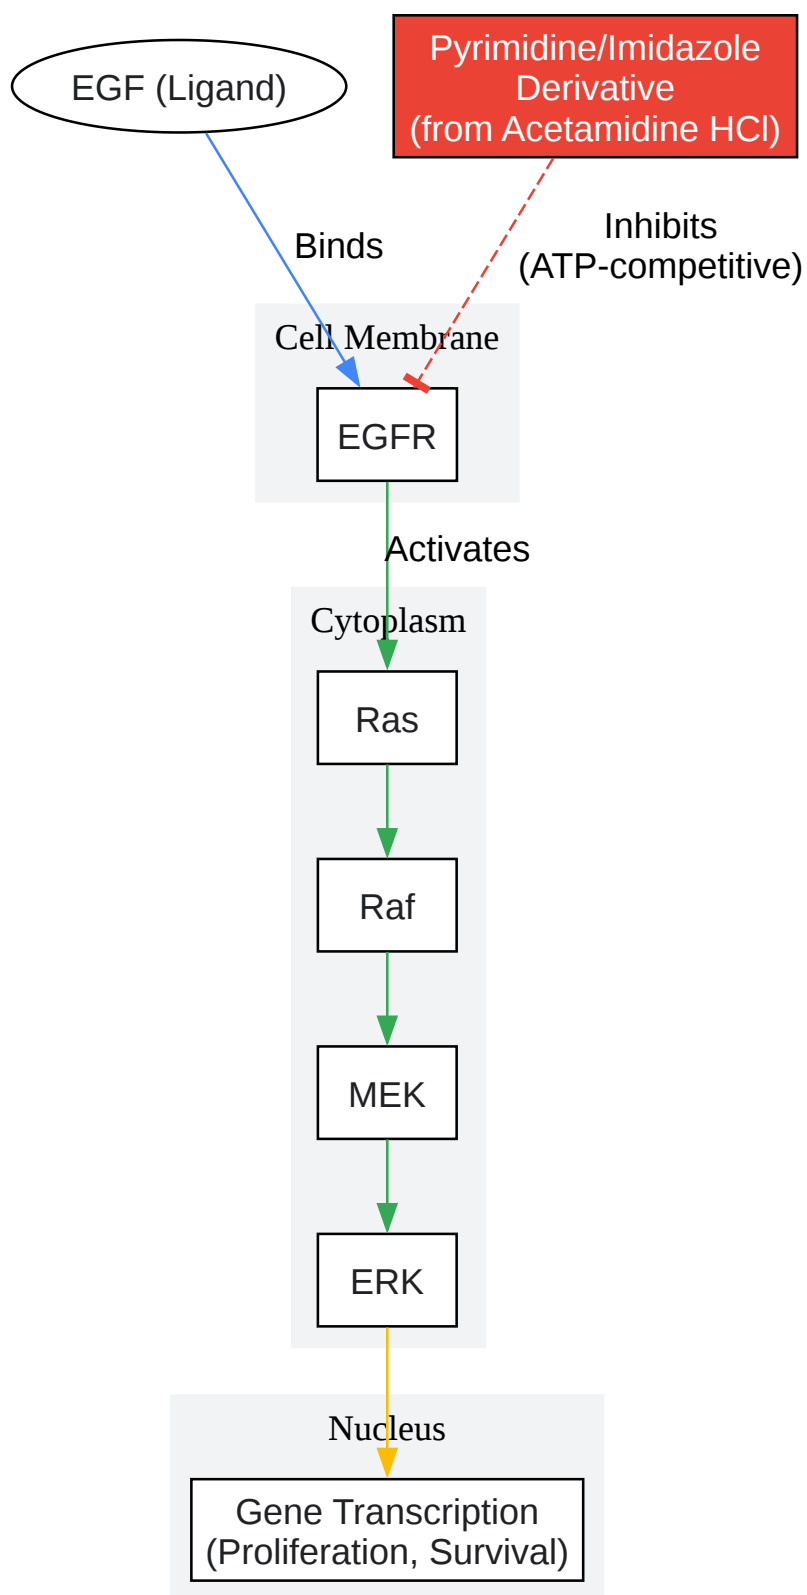 EGF (Ligand)
Pyrimidine/Imidazole
Derivative
(from Acetamidine HCl)
Binds
Inhibits
(ATP-competitive)
Cell Membrane
EGFR
Activates
Cytoplasm
Ras
Raf
MEK
ERK
Nucleus
Gene Transcription
(Proliferation, Survival)